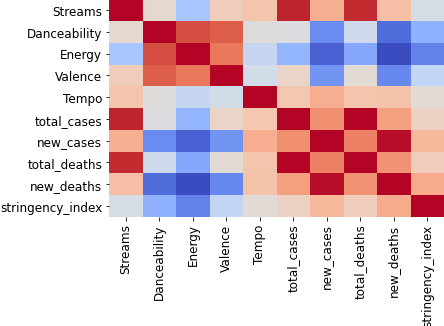 Streams
Danceability
Energy
Valence
Tempo
total_cases
new_cases
total_deaths
new_deaths
stringency_index
Streams
Danceability
Energy
Valence
Tempo
total_cases
new_cases
total_deaths
new_deaths
stringency_index